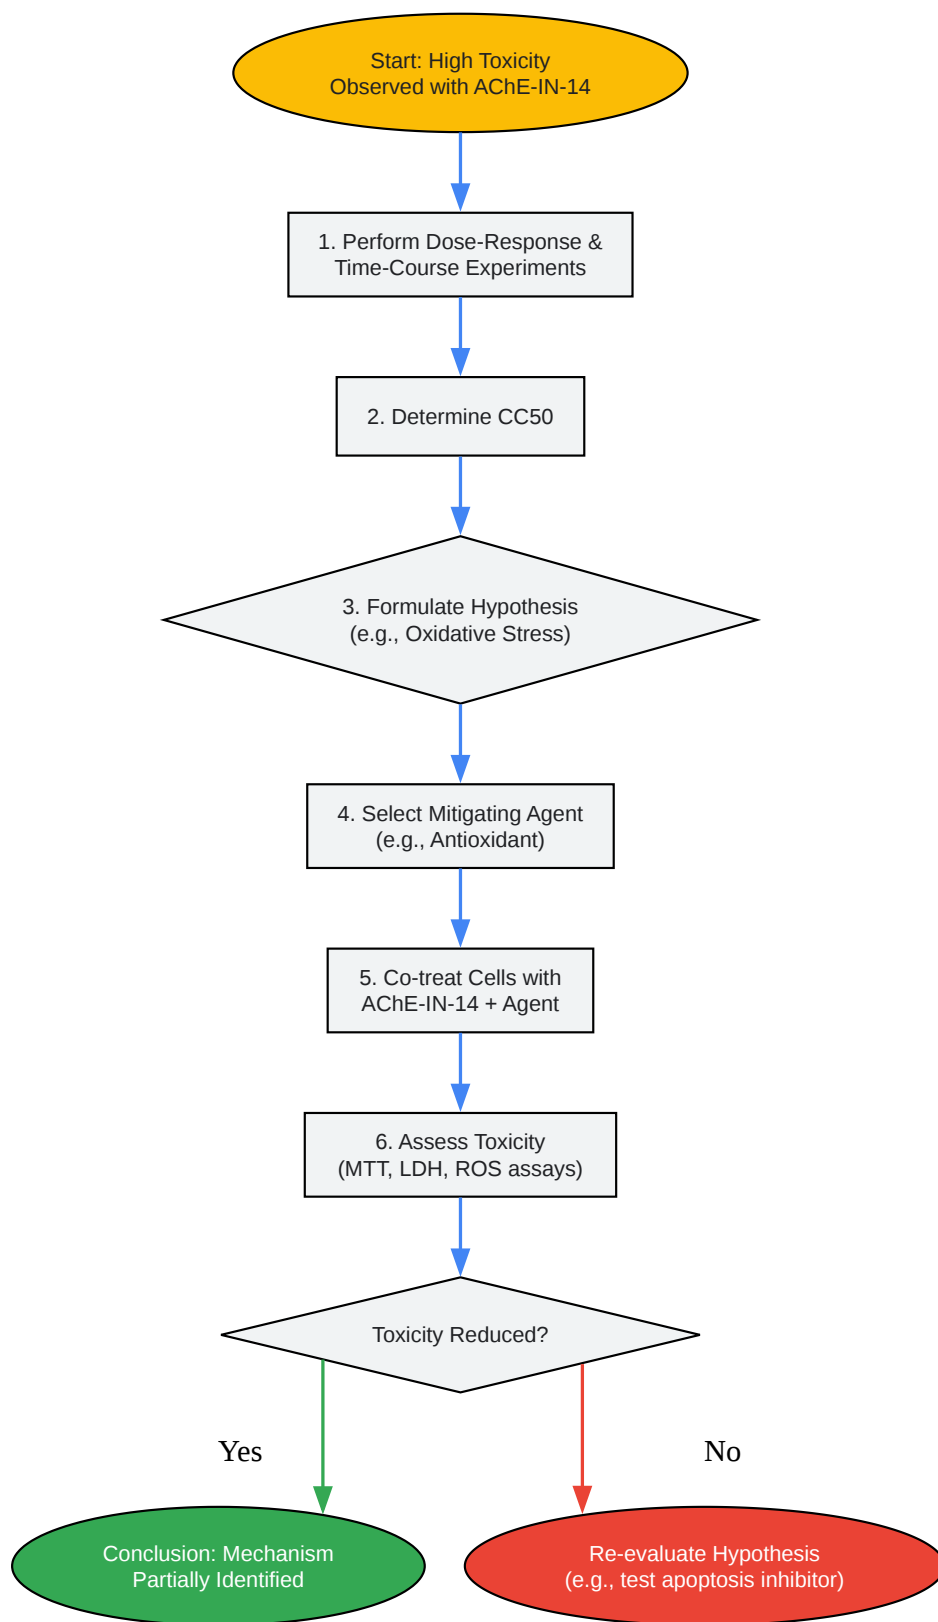 Start: High Toxicity
Observed with AChE-IN-14
1. Perform Dose-Response &
Time-Course Experiments
2. Determine CC50
3. Formulate Hypothesis
(e.g., Oxidative Stress)
4. Select Mitigating Agent
(e.g., Antioxidant)
5. Co-treat Cells with
AChE-IN-14 + Agent
6. Assess Toxicity
(MTT, LDH, ROS assays)
Toxicity Reduced?
Yes
No
Conclusion: Mechanism
Partially Identified
Re-evaluate Hypothesis
(e.g., test apoptosis inhibitor)